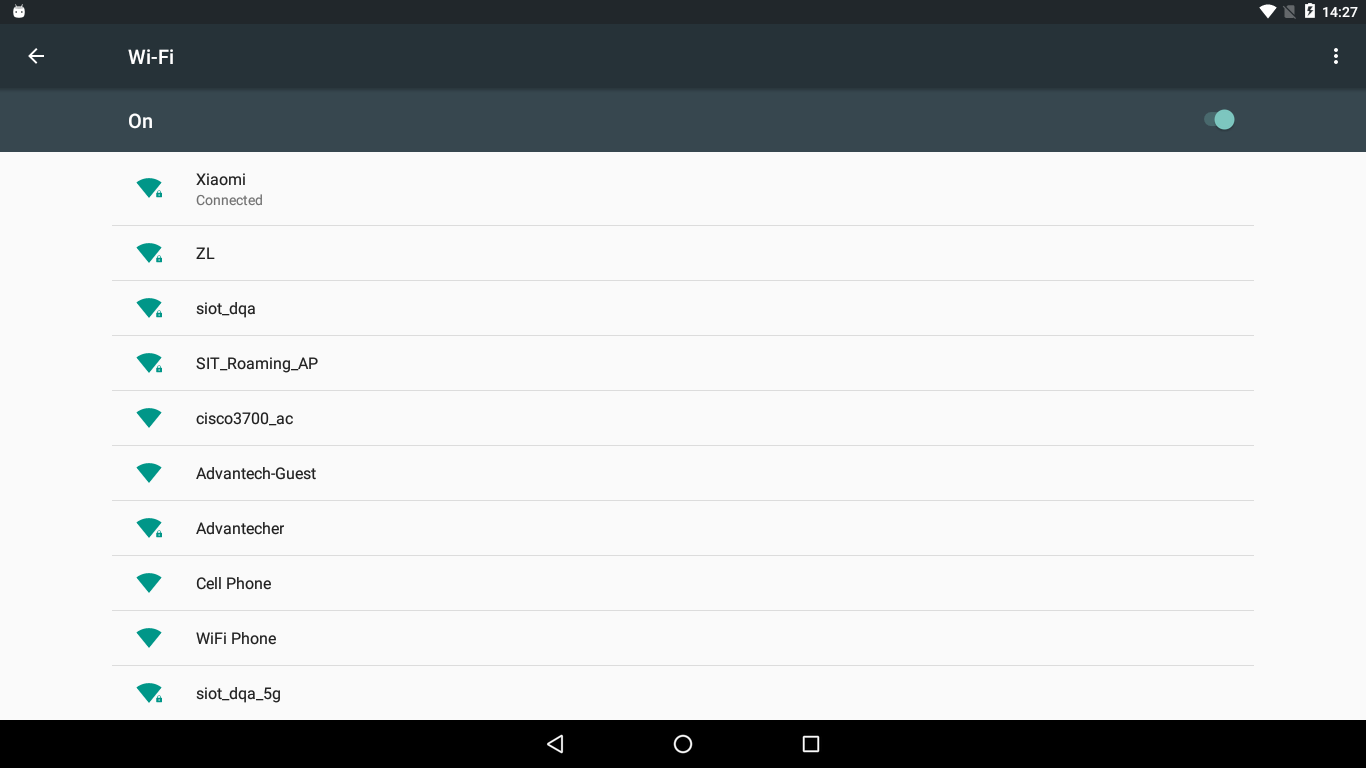 14:27
Wi-Fi
On
Xiaomi
Connected
ZL
siot_dqa
SIT_Roaming_AP
cisco3700_ac
Advantech-Guest
Advantecher
Cell Phone
WiFi Phone
siot_dqa_5g